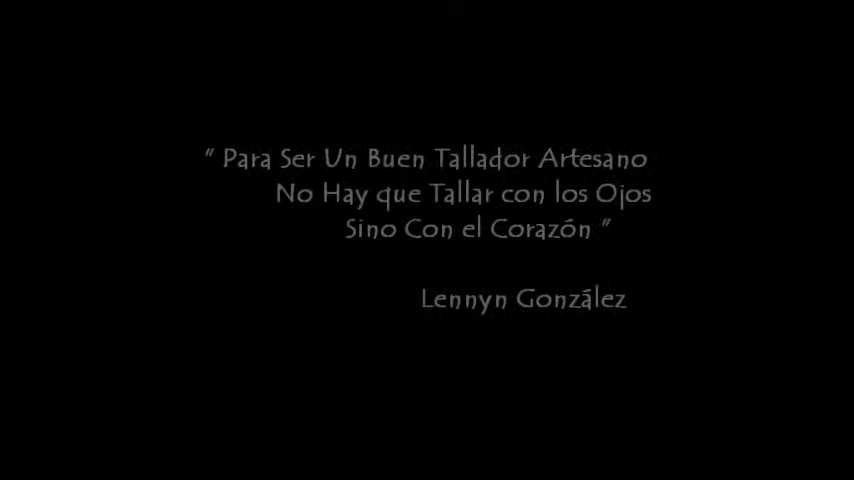 " Para Ser Un Buen Tallador Artesano
No Hay que Tallar con los Ojos
Sino Con el Corazón "
Lennyn González